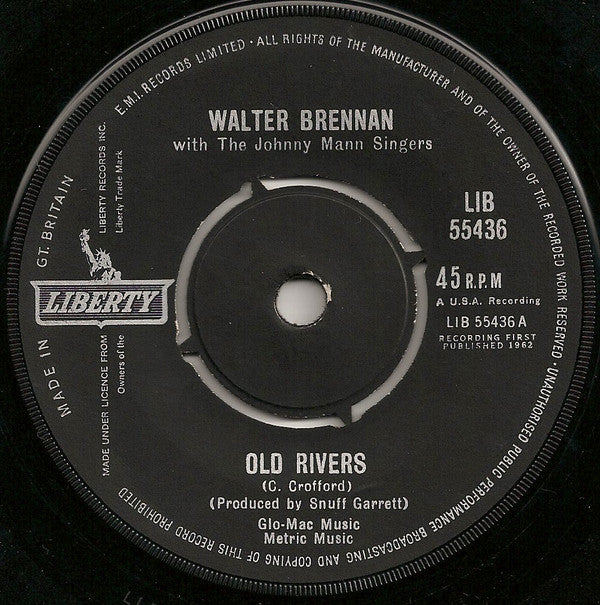 E.M.I. RECORDS LIMITED · ALL RIGHTS OF THE MANUFACTURER AND OF THE OWNER OF THE RECORDED WORK RESERVED · UNAUTHORISED PUBLIC PERFORMANCE BROADCASTING AND COPYING OF THIS RECORD PROHIBITED
MADE IN GT. BRITAIN
WALTER BRENNAN
with The Johnny Mann Singers
LIBERTY RECORDS INC.
Liberty Trade Mark
LIBERTY
MADE UNDER LICENCE FROM
Owners of the
LIB
55436
45 R.P.M
A U.S.A. Recording
LIB 55436 A
RECORDING FIRST
PUBLISHED 1962
OLD RIVERS
(C. Crofford)
(Produced by Snuff Garrett)
Glo-Mac Music
Metric Music